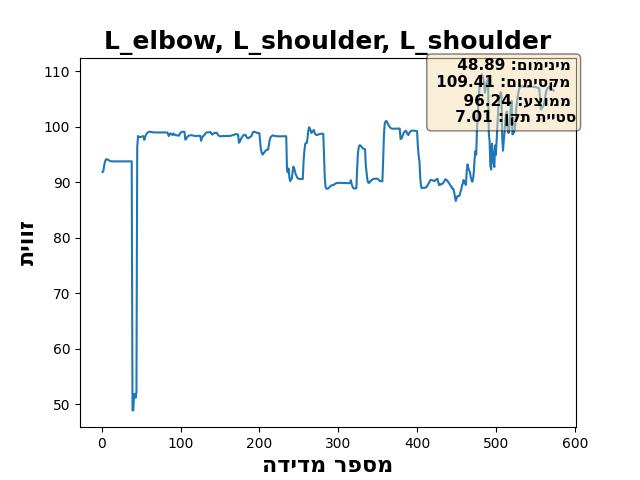 L_elbow, L_shoulder, L_shoulder
מינימום: 48.89
מקסימום: 109.41
ממוצע: 96.24
סטיית תקן: 7.01
110
100
90
80
70
60
50
זווית
0 100 200 300 400 500 600
מספר מדידה